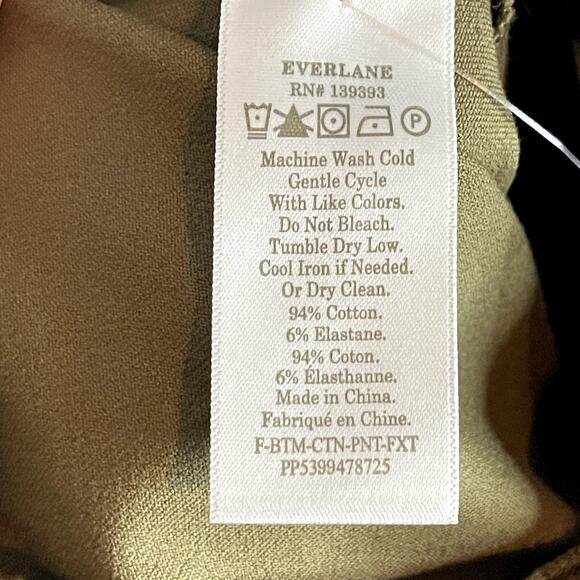 EVERLANE
RN# 139393
P
Machine Wash Cold
Gentle Cycle
With Like Colors.
Do Not Bleach.
Tumble Dry Low.
Cool Iron if Needed.
Or Dry Clean.
94% Cotton.
6% Elastane.
94% Coton.
6% Élasthanne.
Made in China.
Fabriqué en Chine.
F-BTM-CTN-PNT-FXT
PP5399478725